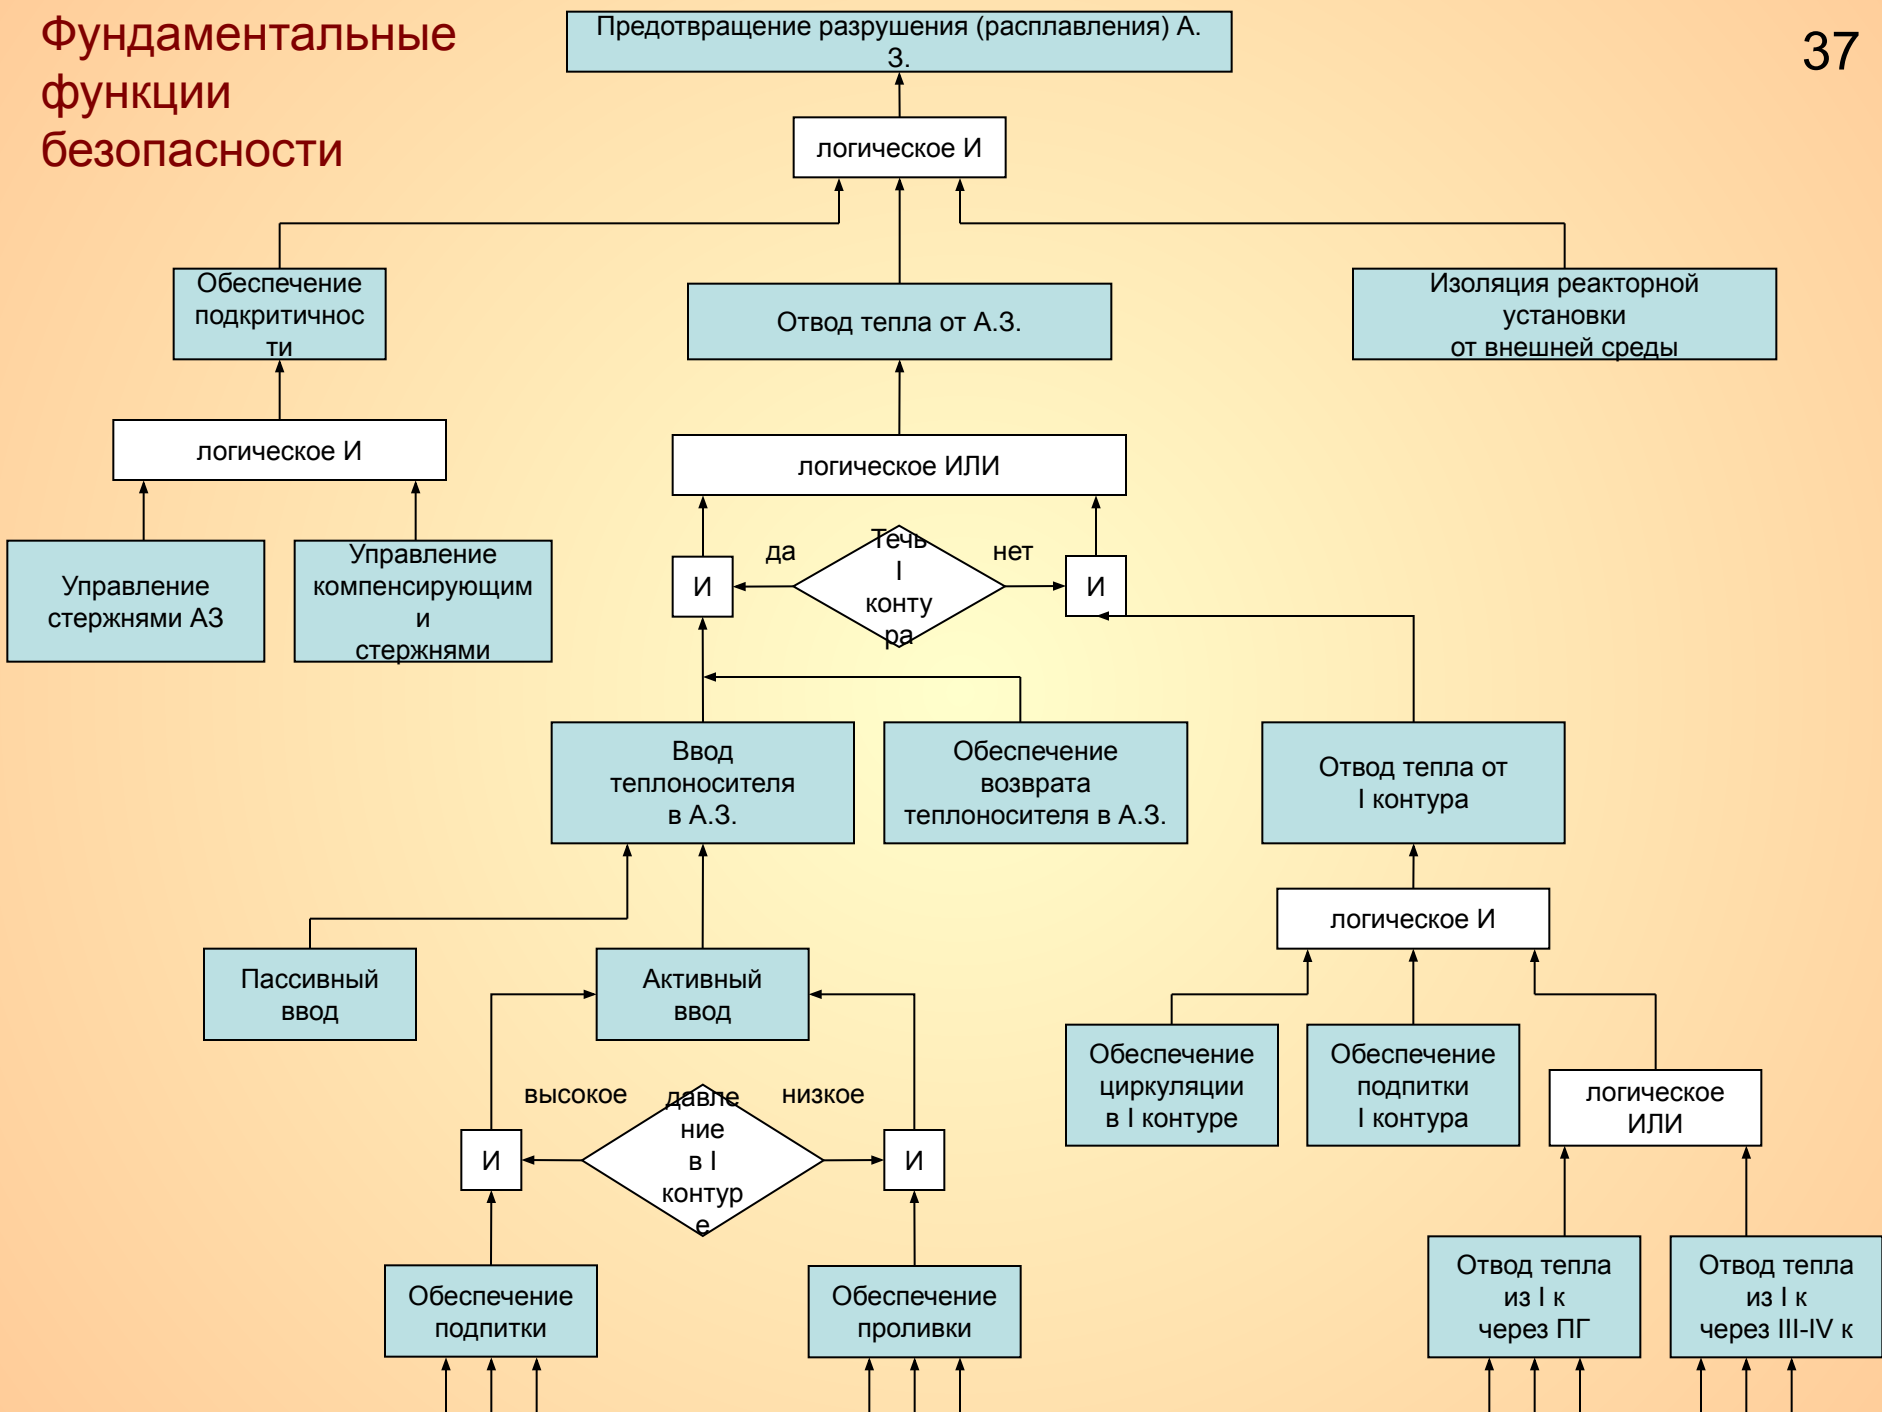 Фундаментальные
функции
безопасности
37
Предотвращение разрушения (расплавления) А.
З.
логическое И
Обеспечение
подкритичнос
ти
Отвод тепла от А.З.
Изоляция реакторной
установки
от внешней среды
логическое И
логическое ИЛИ
Управление
стержнями АЗ
Управление
компенсирующим
и
стержнями
И
да
Течь
I
конту
ра
нет
И
Ввод
теплоносителя
в А.З.
Обеспечение
возврата
теплоносителя в А.З.
Отвод тепла от
I контура
логическое И
Пассивный
ввод
Активный
ввод
Обеспечение
циркуляции
в I контуре
Обеспечение
подпитки
I контура
логическое
ИЛИ
высокое
давле
ние
в I
контур
е
низкое
И
И
Обеспечение
подпитки
Обеспечение
проливки
Отвод тепла
из I к
через ПГ
Отвод тепла
из I к
через III-IV к